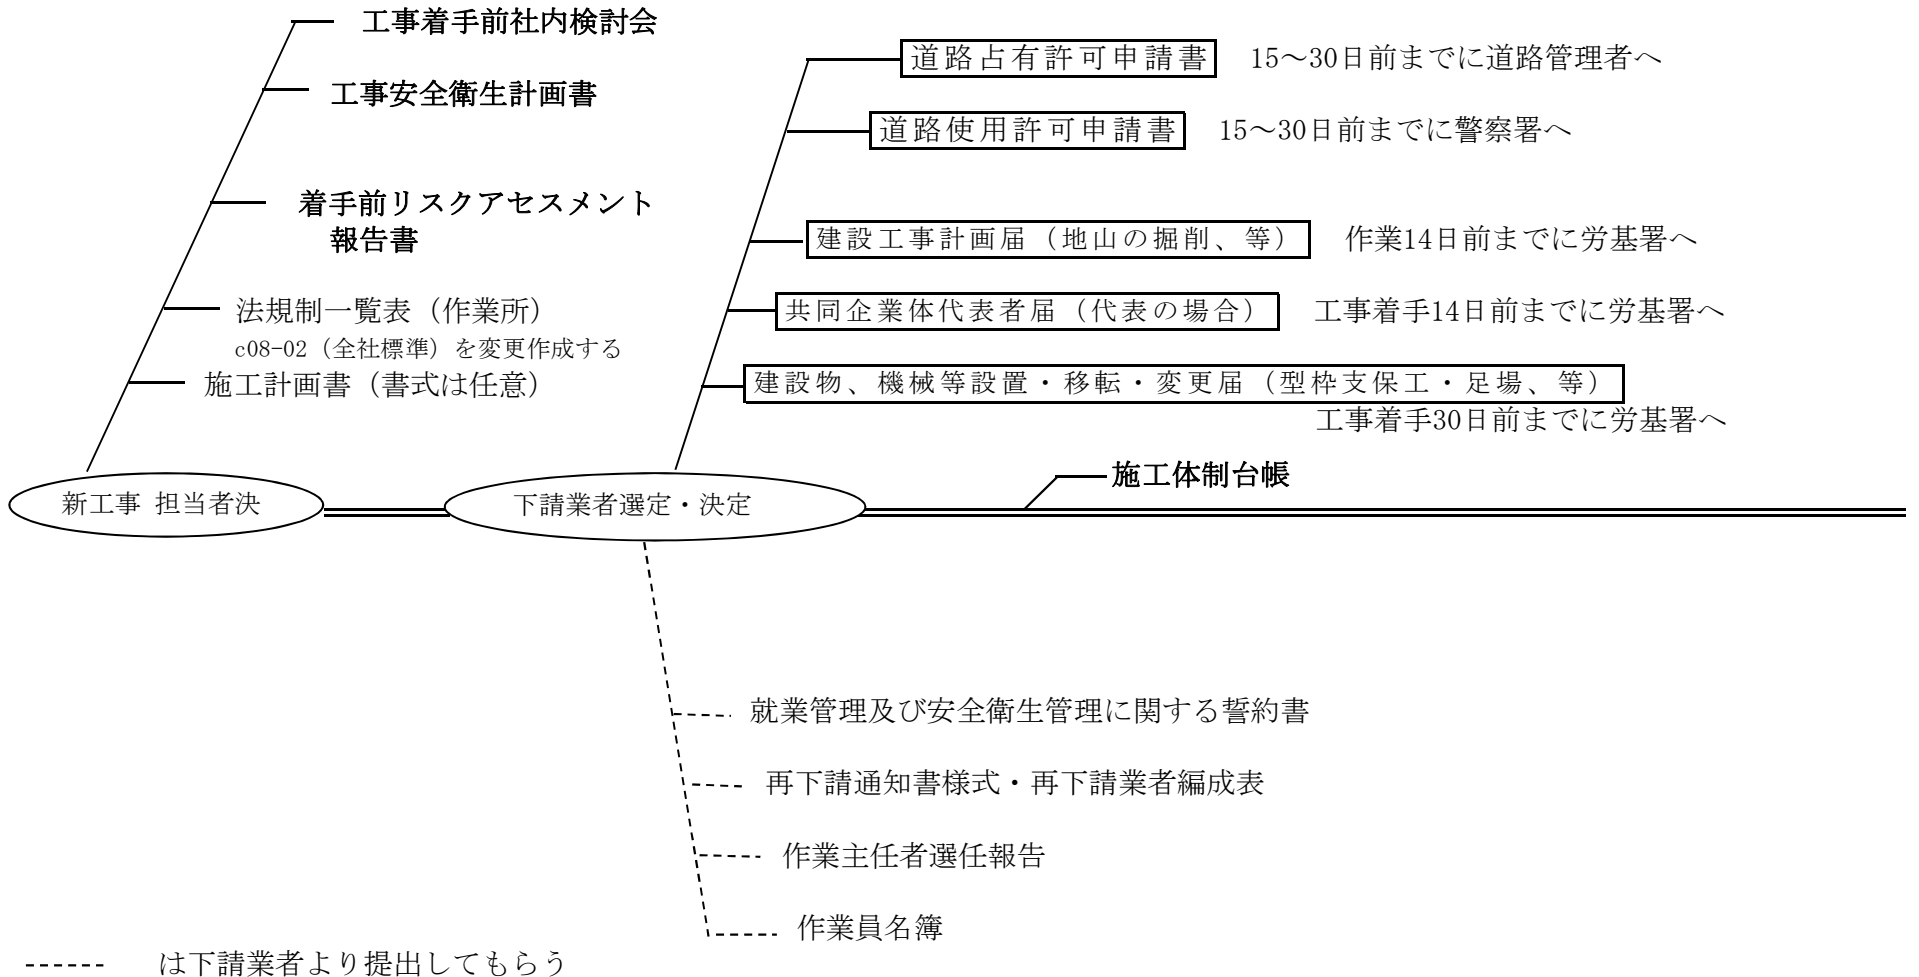 工事着手前社内検討会
工事安全衛生計画書
着手前リスクアセスメント
報告書
法規制一覧表（作業所）
c08-02（全社標準）を変更作成する
施工計画書（書式は任意）
道路占有許可申請書　15～30日前までに道路管理者へ
道路使用許可申請書　15～30日前までに警察署へ
建設工事計画届（地山の掘削、等）　作業14日前までに労基署へ
共同企業体代表者届（代表の場合）　工事着手14日前までに労基署へ
建設物、機械等設置・移転・変更届（型枠支保工・足場、等）
工事着手30日前までに労基署へ
施工体制台帳
新工事 担当者決
下請業者選定・決定
就業管理及び安全衛生管理に関する誓約書
再下請通知書様式・再下請業者編成表
作業主任者選任報告
作業員名簿
は下請業者より提出してもらう